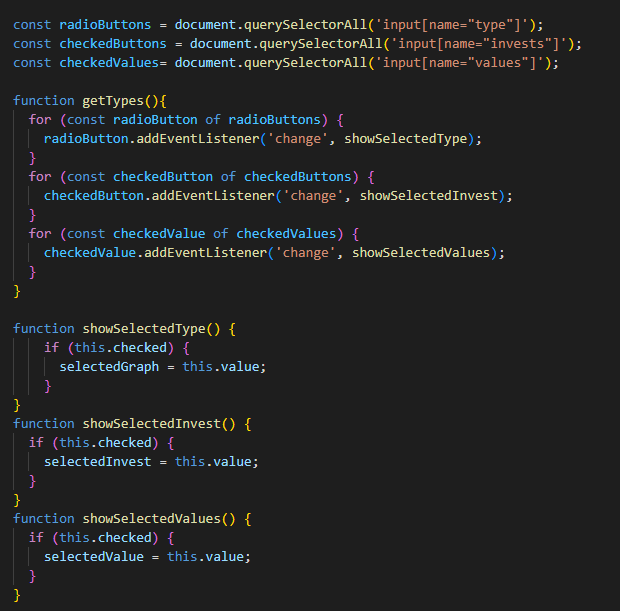 const radioButtons = document.querySelectorAll('input[name="type"]');
const checkedButtons = document.querySelectorAll('input[name="invests"]');
const checkedValues= document.querySelectorAll('input[name="values"]');

function getTypes(){
  for (const radioButton of radioButtons) {
    radioButton.addEventListener('change', showSelectedType);
  }
  for (const checkedButton of checkedButtons) {
    checkedButton.addEventListener('change', showSelectedInvest);
  }
  for (const checkedValue of checkedValues) {
    checkedValue.addEventListener('change', showSelectedValues);
  }
}

function showSelectedType() {
    if (this.checked) {
      selectedGraph = this.value;
    }
}
function showSelectedInvest() {
  if (this.checked) {
    selectedInvest = this.value;
  }
}
function showSelectedValues() {
  if (this.checked) {
    selectedValue = this.value;
  }
}